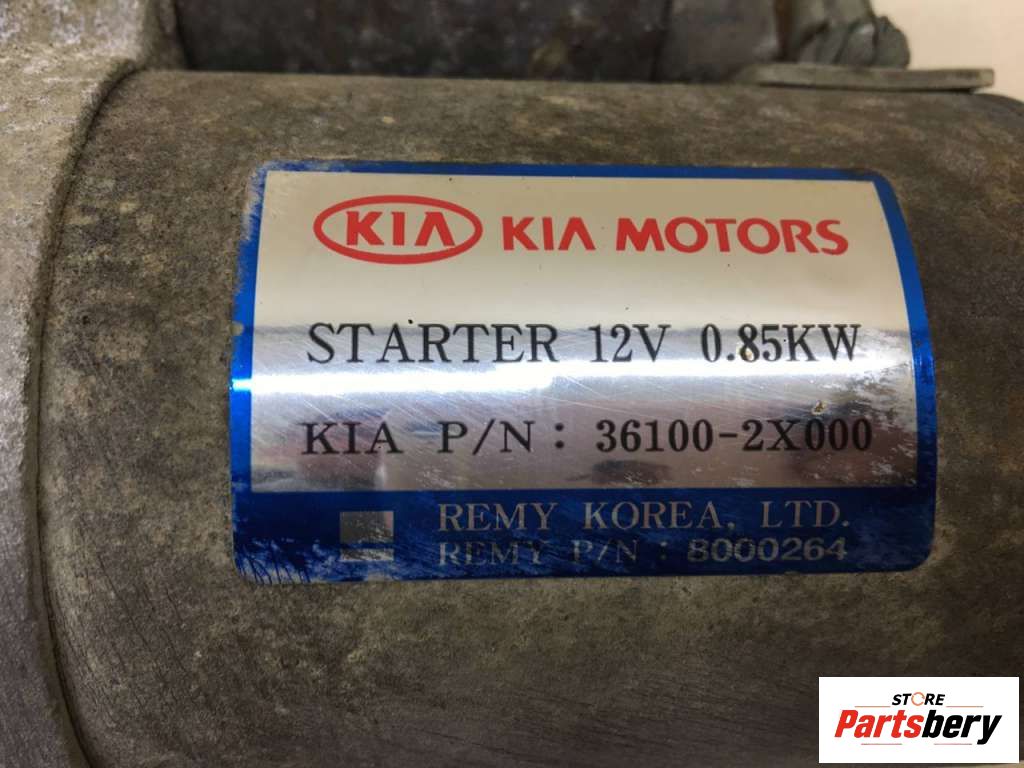 KIA KIA MOTORS
STARTER 12V 0.85KW
KIA P/N : 36100-2X000
REMY KOREA, LTD.
REMY P/N : 8000264
STORE
Partsbery